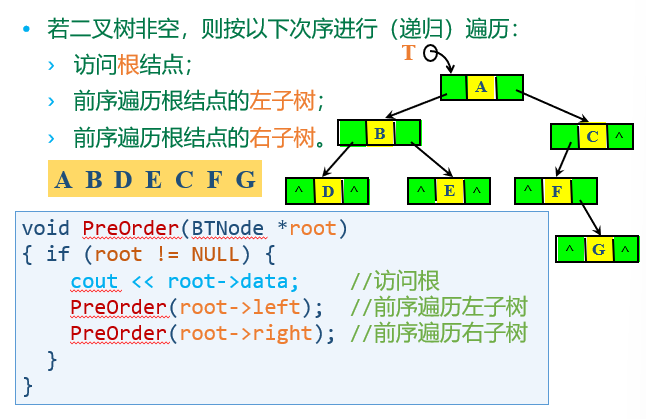 • 若二叉树非空，则按以下次序进行（递归）遍历：
› 访问根结点；
› 前序遍历根结点的左子树；
› 前序遍历根结点的右子树。
A B D E C F G
T
A
B
C ^
^ D ^
^ E ^
^ F
^ G ^
void PreOrder(BTNode *root)
{ if (root != NULL) {
cout << root->data; //访问根
PreOrder(root->left); //前序遍历左子树
PreOrder(root->right); //前序遍历右子树
}
}